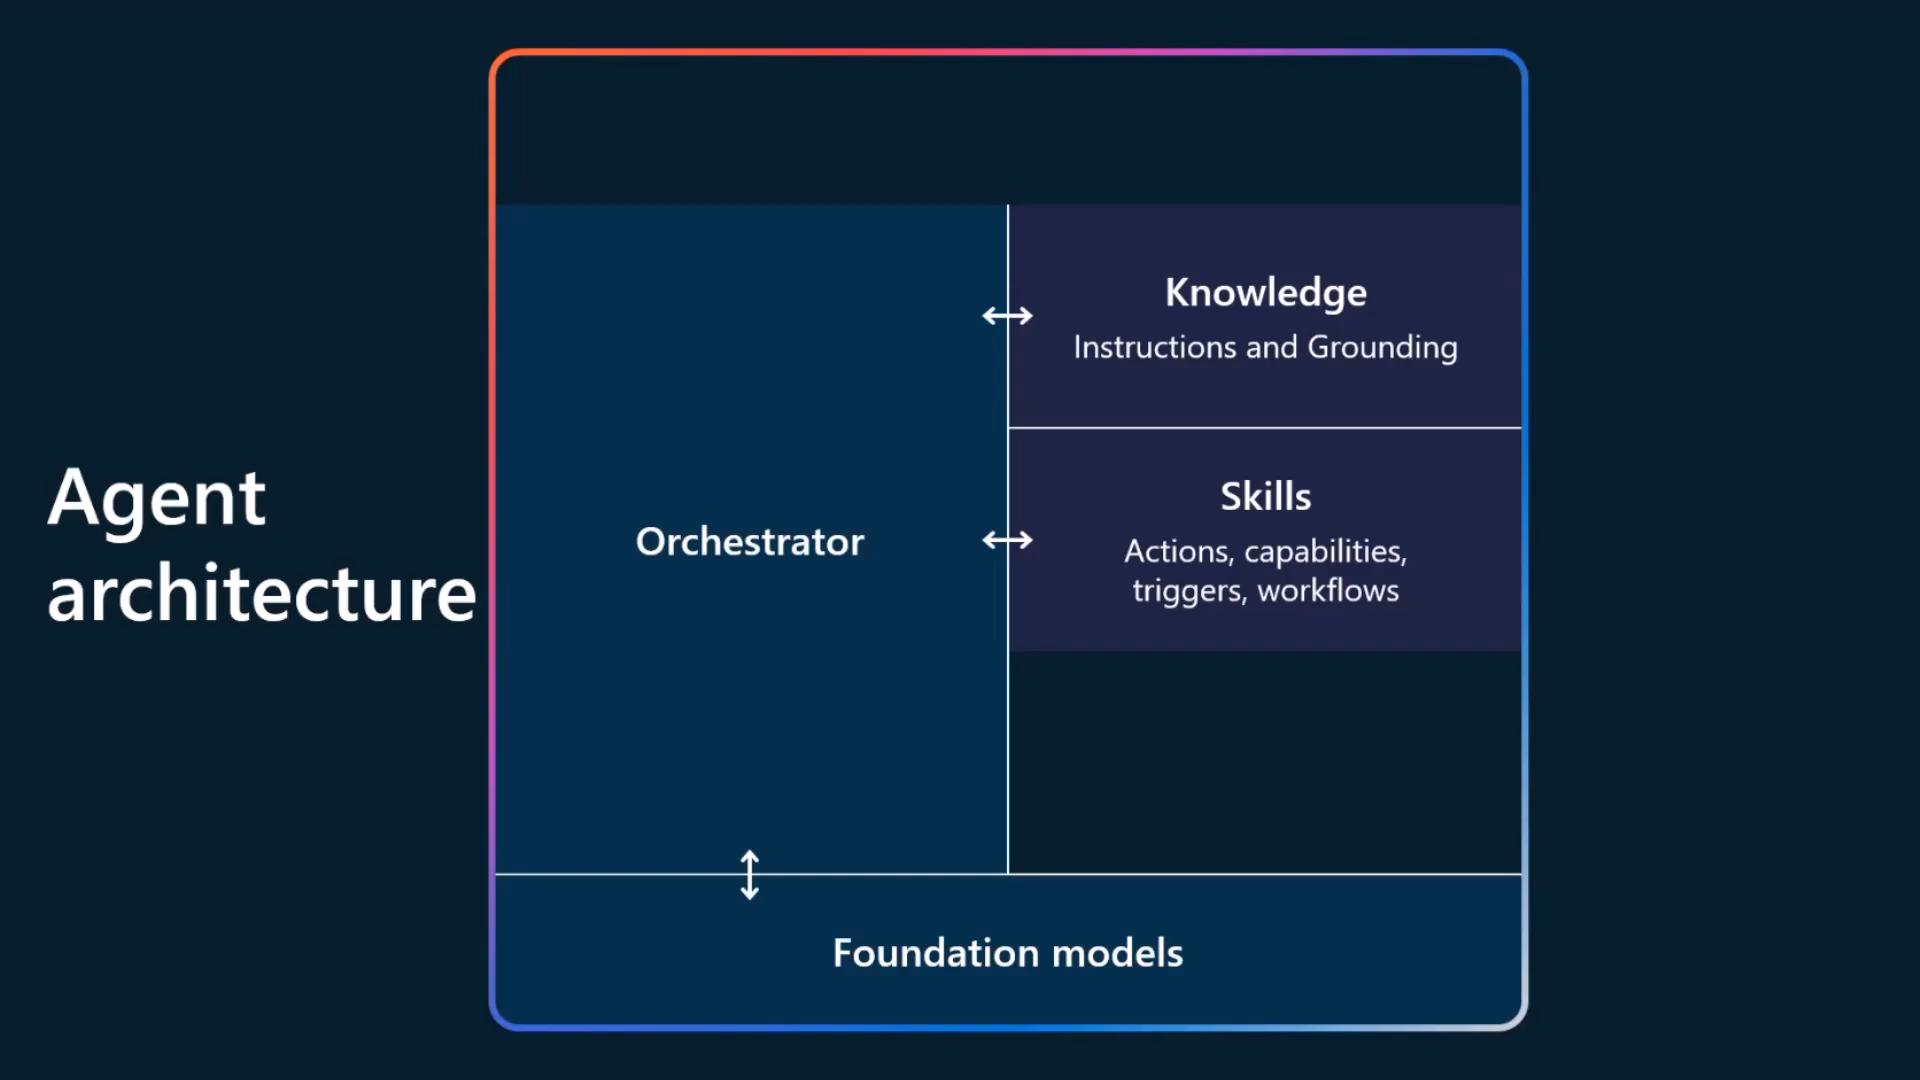 Agent
architecture
Orchestrator
Knowledge
Instructions and Grounding
Skills
Actions, capabilities,
triggers, workflows
Foundation models